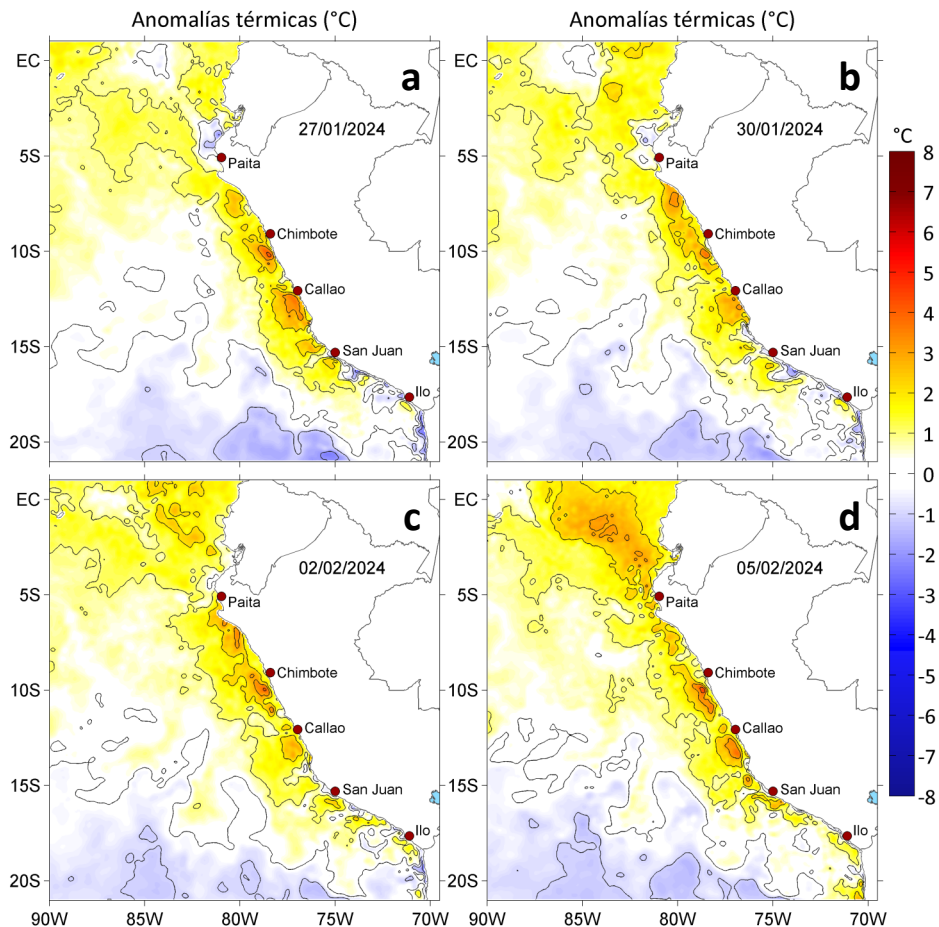 Anomalías térmicas (°C)
Anomalías térmicas (°C)
EC
5S
10S
15S
20S
a
27/01/2024
Paita
Chimbote
Callao
San Juan
Ilo
EC
5S
10S
15S
20S
b
30/01/2024
Paita
Chimbote
Callao
San Juan
Ilo
EC
5S
10S
15S
20S
c
02/02/2024
Paita
Chimbote
Callao
San Juan
Ilo
90W 85W 80W 75W 70W
EC
5S
10S
15S
20S
d
05/02/2024
Paita
Chimbote
Callao
San Juan
Ilo
90W 85W 80W 75W 70W
°C
8
7
6
5
4
3
2
1
0
-1
-2
-3
-4
-5
-6
-7
-8